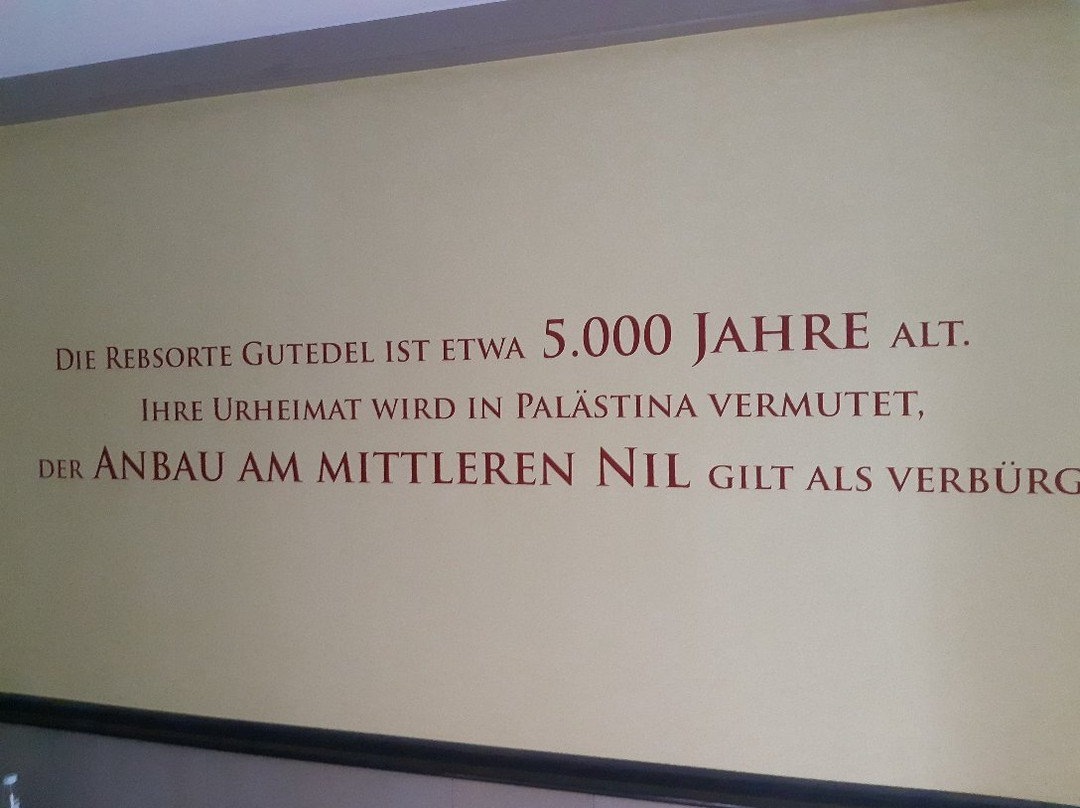 Die Rebsorte Gutedel ist etwa 5.000 Jahre alt.
Ihre Urheimat wird in Palästina vermutet,
der Anbau am mittleren Nil gilt als verbürg